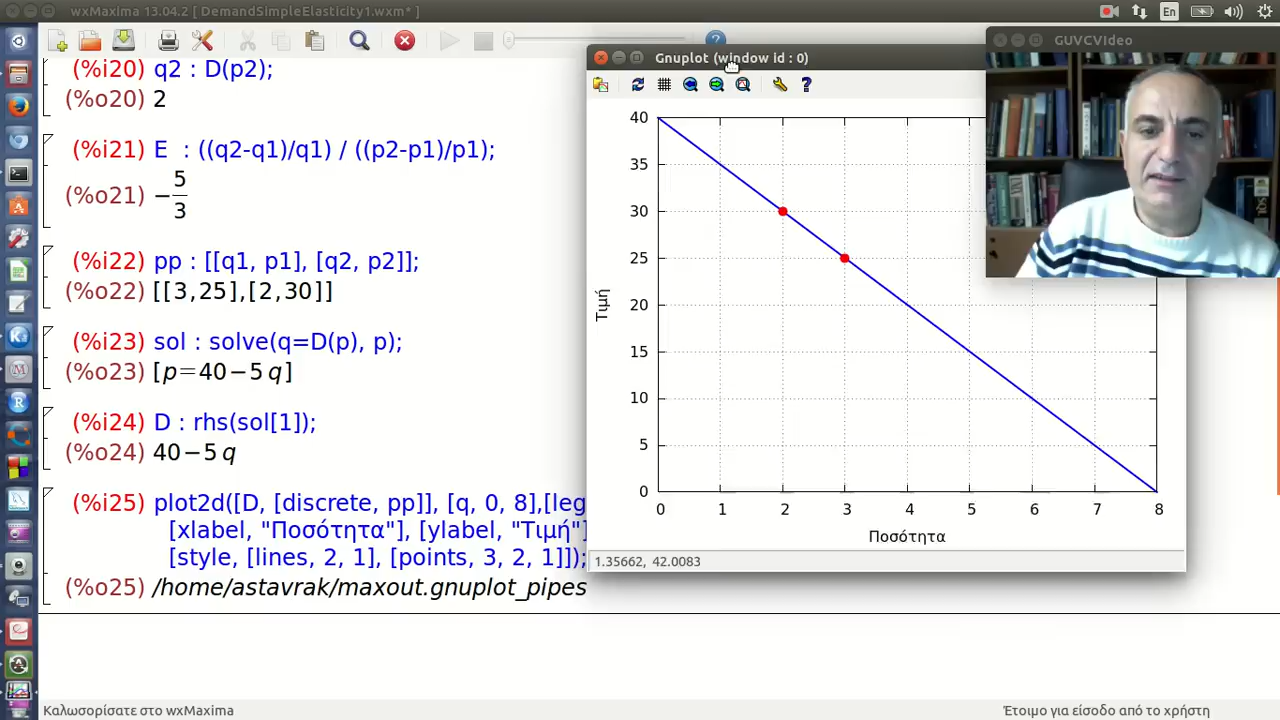 wxMaxima 13.04.2 [ DemandSimpleElasticity1.wxm* ]
En
(%i20) q2 : D(p2);
(%o20) 2
(%i21) E : ((q2-q1)/q1) / ((p2-p1)/p1);
(%o21) −5/3
(%i22) pp : [[q1, p1], [q2, p2]];
(%o22) [[3,25],[2,30]]
(%i23) sol : solve(q=D(p), p);
(%o23) [p=40−5 q]
(%i24) D : rhs(sol[1]);
(%o24) 40−5 q
(%i25) plot2d([D, [discrete, pp]], [q, 0, 8],[leg
[xlabel, "Ποσότητα"], [ylabel, "Τιμή"]
[style, [lines, 2, 1], [points, 3, 2, 1]]);
(%o25) /home/astavrak/maxout.gnuplot_pipes
Gnuplot (window id : 0)
40
35
30
25
20
15
10
5
0
Τιμή
0 1 2 3 4 5 6 7 8
Ποσότητα
1.35662, 42.0083
GUVCVIdeo
Καλωσορίσατε στο wxMaxima
Έτοιμο για είσοδο από το χρήστη